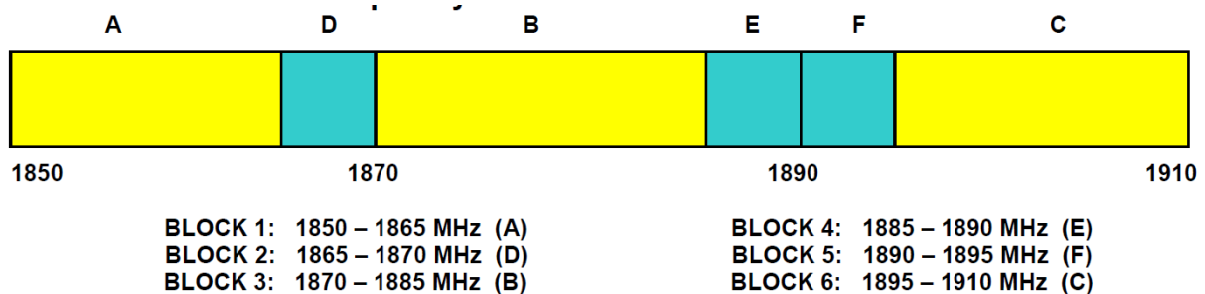 A D B E F C
1850 1870 1890 1910
BLOCK 1: 1850 – 1865 MHz (A) BLOCK 4: 1885 – 1890 MHz (E)
BLOCK 2: 1865 – 1870 MHz (D) BLOCK 5: 1890 – 1895 MHz (F)
BLOCK 3: 1870 – 1885 MHz (B) BLOCK 6: 1895 – 1910 MHz (C)